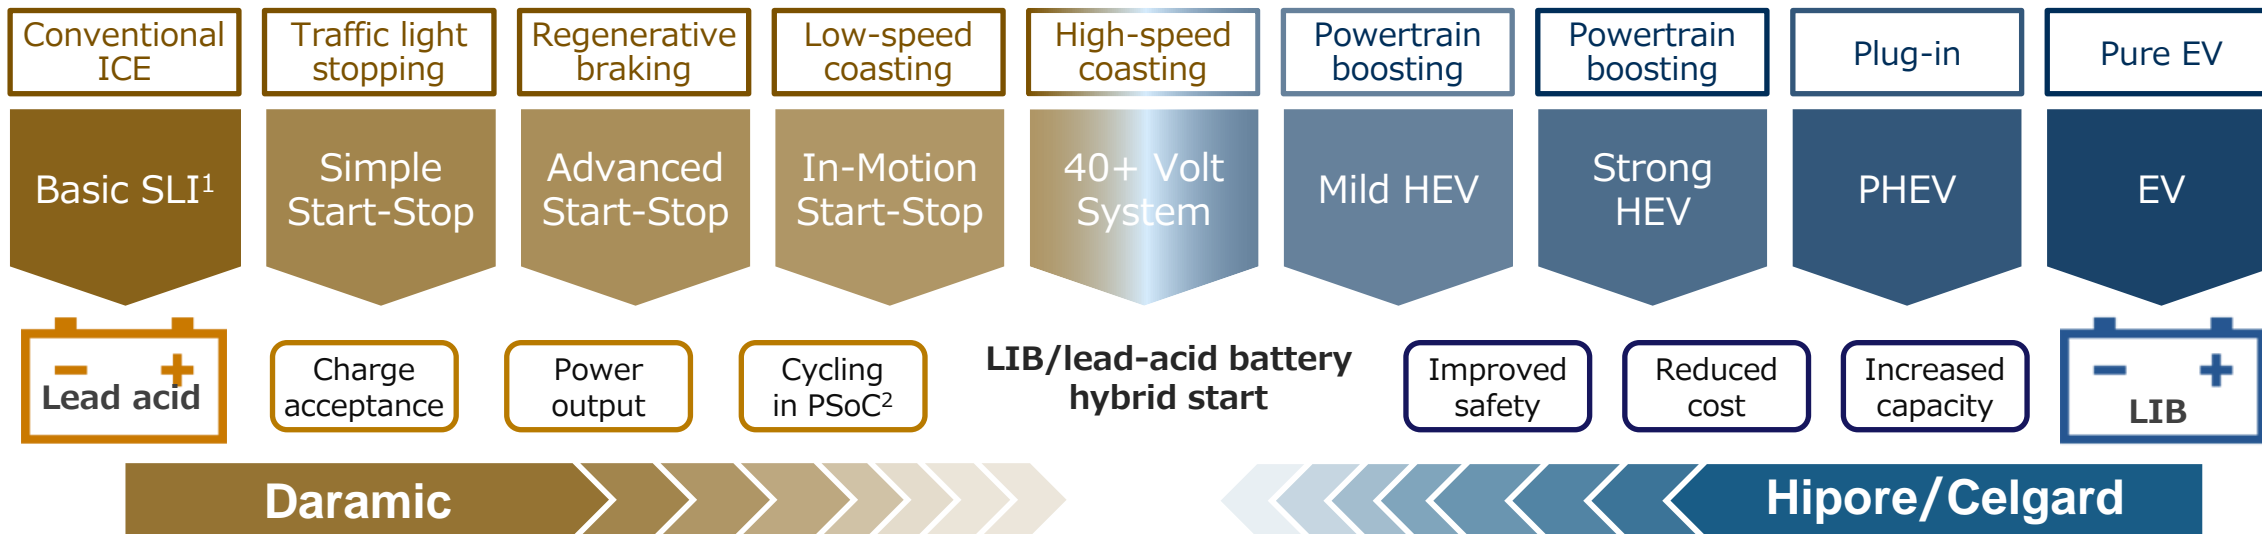 Conventional
ICE
Traffic light
stopping
Regenerative
braking
Low-speed
coasting
High-speed
coasting
Powertrain
boosting
Powertrain
boosting
Plug-in
Pure EV
Basic SLI¹
Simple
Start-Stop
Advanced
Start-Stop
In-Motion
Start-Stop
40+ Volt
System
Mild HEV
Strong
HEV
PHEV
EV
− +
Lead acid
Charge
acceptance
Power
output
Cycling
in PSoC²
LIB/lead-acid battery
hybrid start
Improved
safety
Reduced
cost
Increased
capacity
− +
LIB
Daramic
Hipore/Celgard